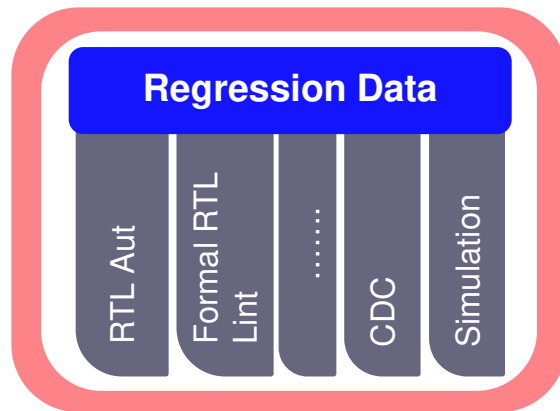 Regression Data
RTL Aut
Formal RTL
Lint
.......
CDC
Simulation